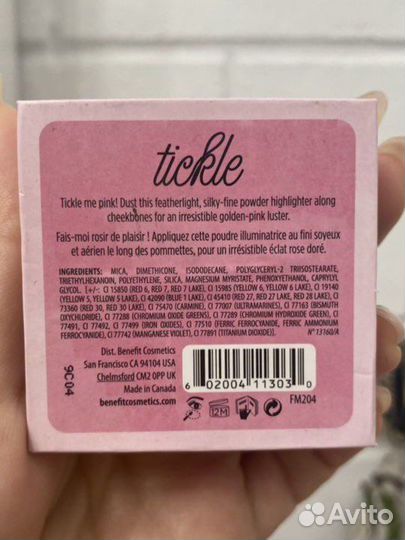 tickle
Tickle me pink! Dust this featherlight, silky-fine powder highlighter along
cheekbones for an irresistible golden-pink luster.
Fais-moi rosir de plaisir ! Appliquez cette poudre illuminatrice au fini soyeux
et aérien le long des pommettes, pour un irrésistible éclat rose doré.
INGREDIENTS: MICA, DIMETHICONE, ISODODECANE, POLYGLYCERYL-2 TRIISOSTEARATE,
TRIETHYLHEXANOIN, POLYETHYLENE, SILICA, MAGNESIUM MYRISTATE, PHENOXYETHANOL, CAPRYLYL
GLYCOL. [+/-: CI 15850 (RED 6, RED 7, RED 7 LAKE), CI 15985 (YELLOW 6, YELLOW 6 LAKE), CI 19140
(YELLOW 5, YELLOW 5 LAKE), CI 42090 (BLUE 1 LAKE), CI 45410 (RED 27, RED 27 LAKE, RED 28 LAKE), CI
73360 (RED 30, RED 30 LAKE), CI 75470 (CARMINE), CI 77007 (ULTRAMARINES), CI 77163 (BISMUTH
OXYCHLORIDE), CI 77288 (CHROMIUM OXIDE GREENS), CI 77289 (CHROMIUM HYDROXIDE GREEN), CI
77491, CI 77492, CI 77499 (IRON OXIDES), CI 77510 (FERRIC FERROCYANIDE, FERRIC AMMONIUM
FERROCYANIDE), CI 77742 (MANGANESE VIOLET), CI 77891 (TITANIUM DIOXIDE)]. N° 13160/A
Dist. Benefit Cosmetics
San Francisco CA 94104 USA
Chelmsford CM2 0PP UK
Made in Canada
benefitcosmetics.com
9C 04
6 02004 11303 0
12M
FM204
Avito